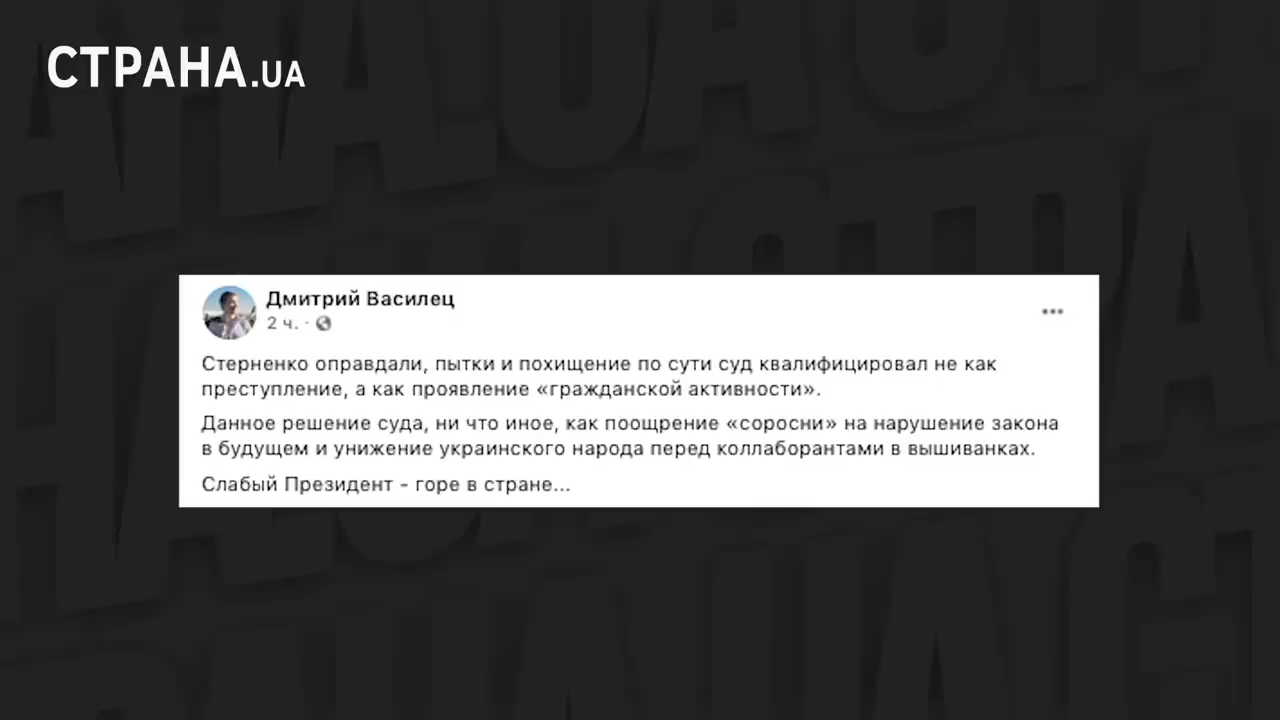 СТРАНА.UA
Дмитрий Василец
2 ч. ·
Стерненко оправдали, пытки и похищение по сути суд квалифицировал не как
преступление, а как проявление «гражданской активности».
Данное решение суда, ни что иное, как поощрение «соросни» на нарушение закона
в будущем и унижение украинского народа перед коллаборантами в вышиванках.
Слабый Президент - горе в стране...